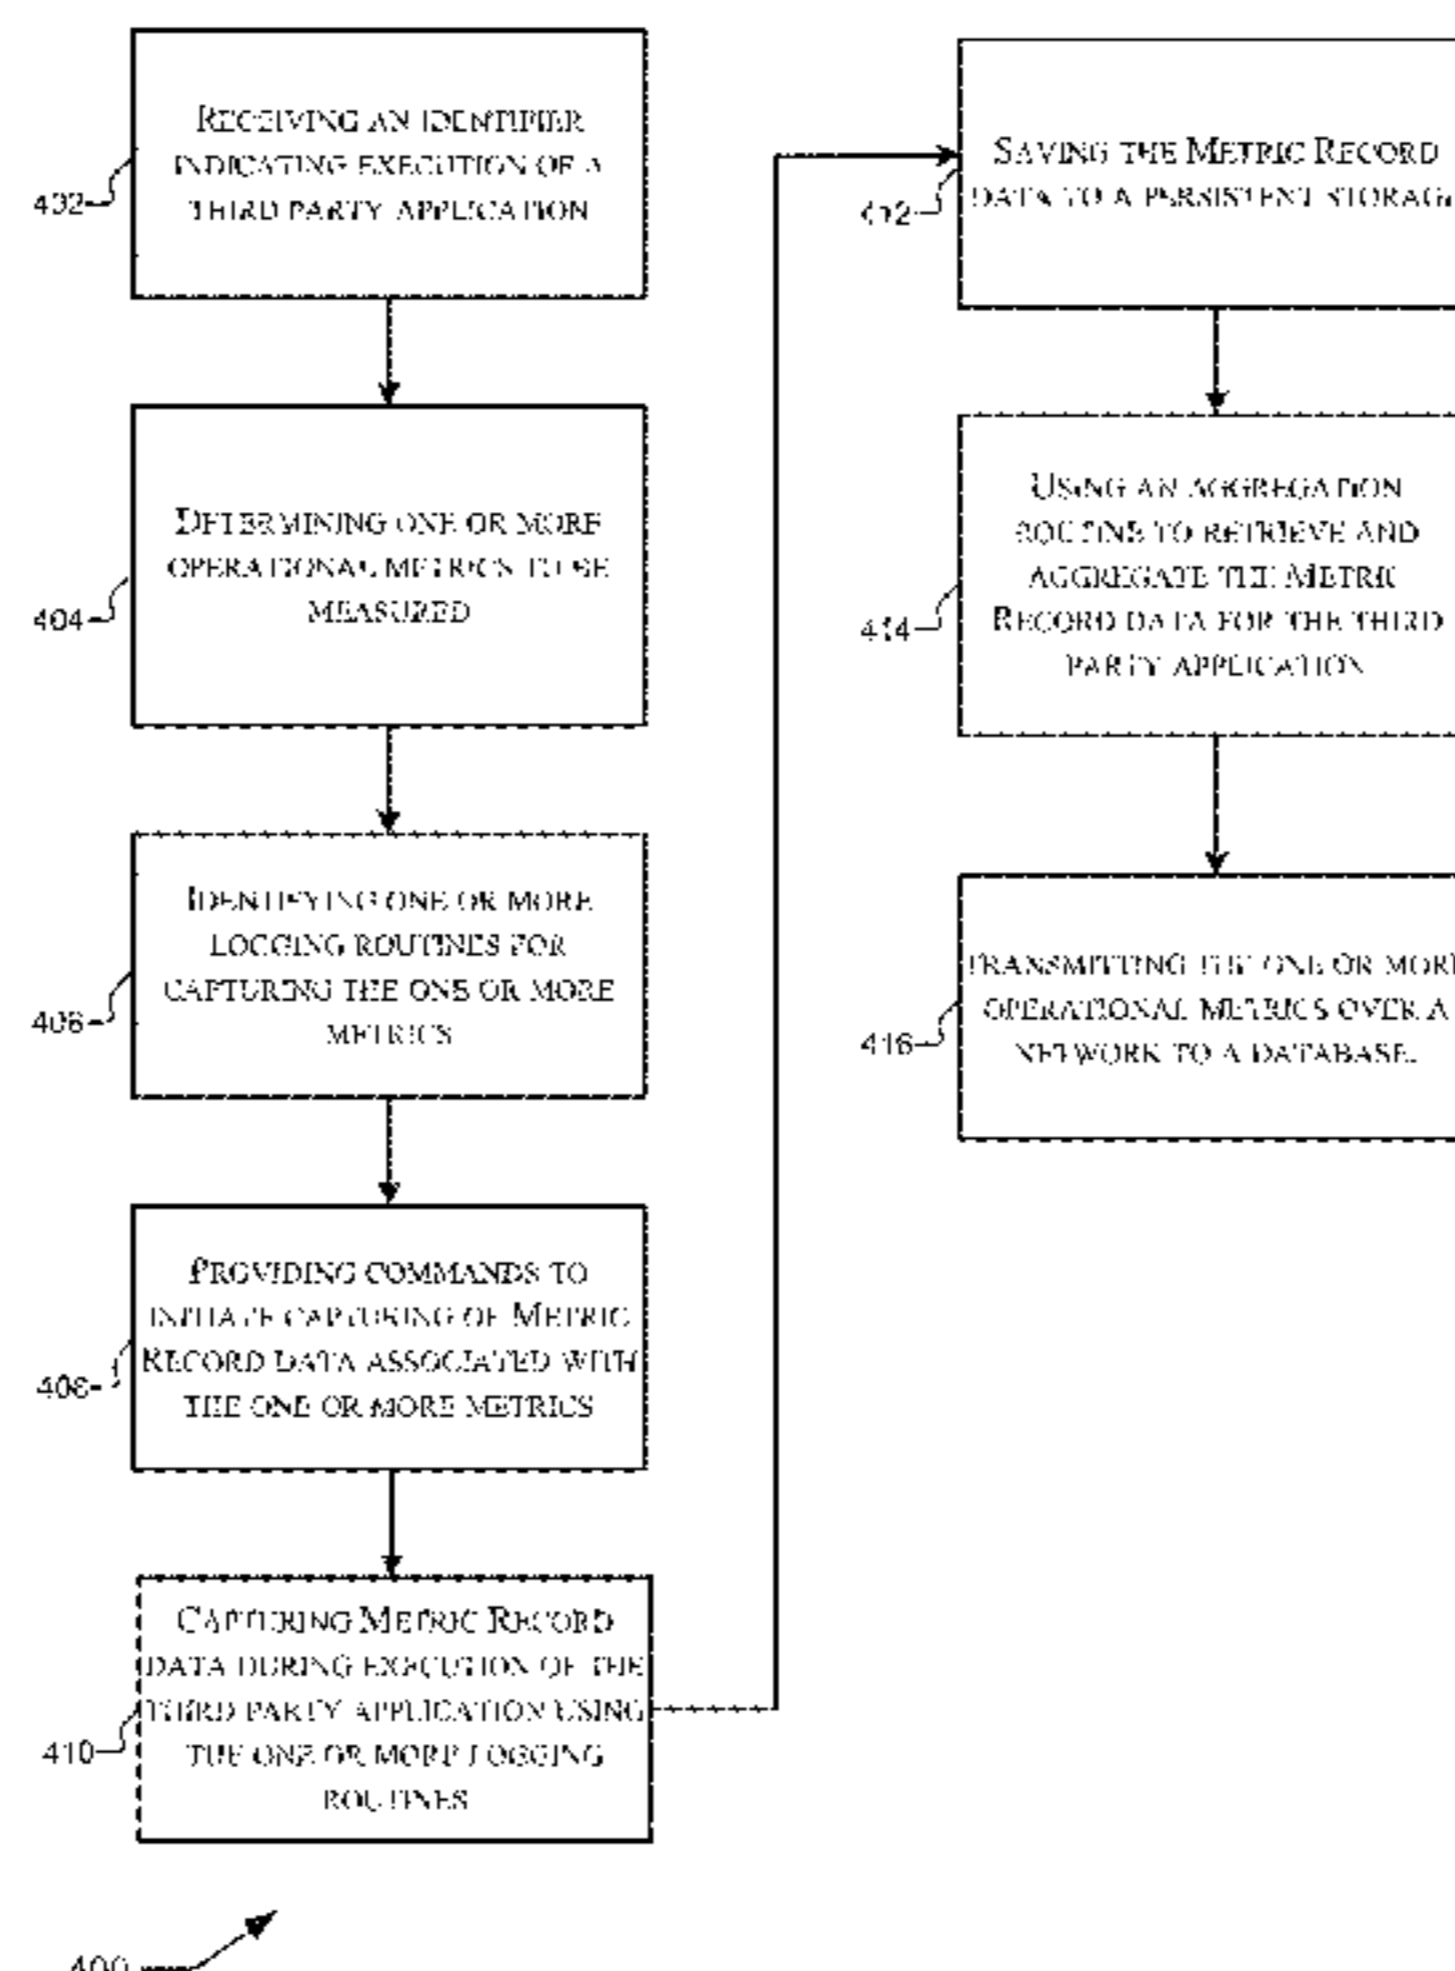 RECEIVING AN IDENTIFIER
INDICATING EXECUTION OF A
THIRD PARTY APPLICATION
402
DETERMINING ONE OR MORE
OPERATIONAL METRICS TO BE
MEASURED
404
IDENTIFYING ONE OR MORE
LOGGING ROUTINES FOR
CAPTURING THE ONE OR MORE
METRICS
406
PROVIDING COMMANDS TO
INITIATE CAPTURING OF METRIC
RECORD DATA ASSOCIATED WITH
THE ONE OR MORE METRICS
408
CAPTURING METRIC RECORD
DATA DURING EXECUTION OF THE
THIRD PARTY APPLICATION USING
THE ONE OR MORE LOGGING
ROUTINES
410
SAVING THE METRIC RECORD
DATA TO A PERSISTENT STORAGE
412
USING AN AGGREGATION
ROUTINE TO RETRIEVE AND
AGGREGATE THE METRIC
RECORD DATA FOR THE THIRD
PARTY APPLICATION
414
TRANSMITTING THE ONE OR MORE
OPERATIONAL METRICS OVER A
NETWORK TO A DATABASE.
416
400